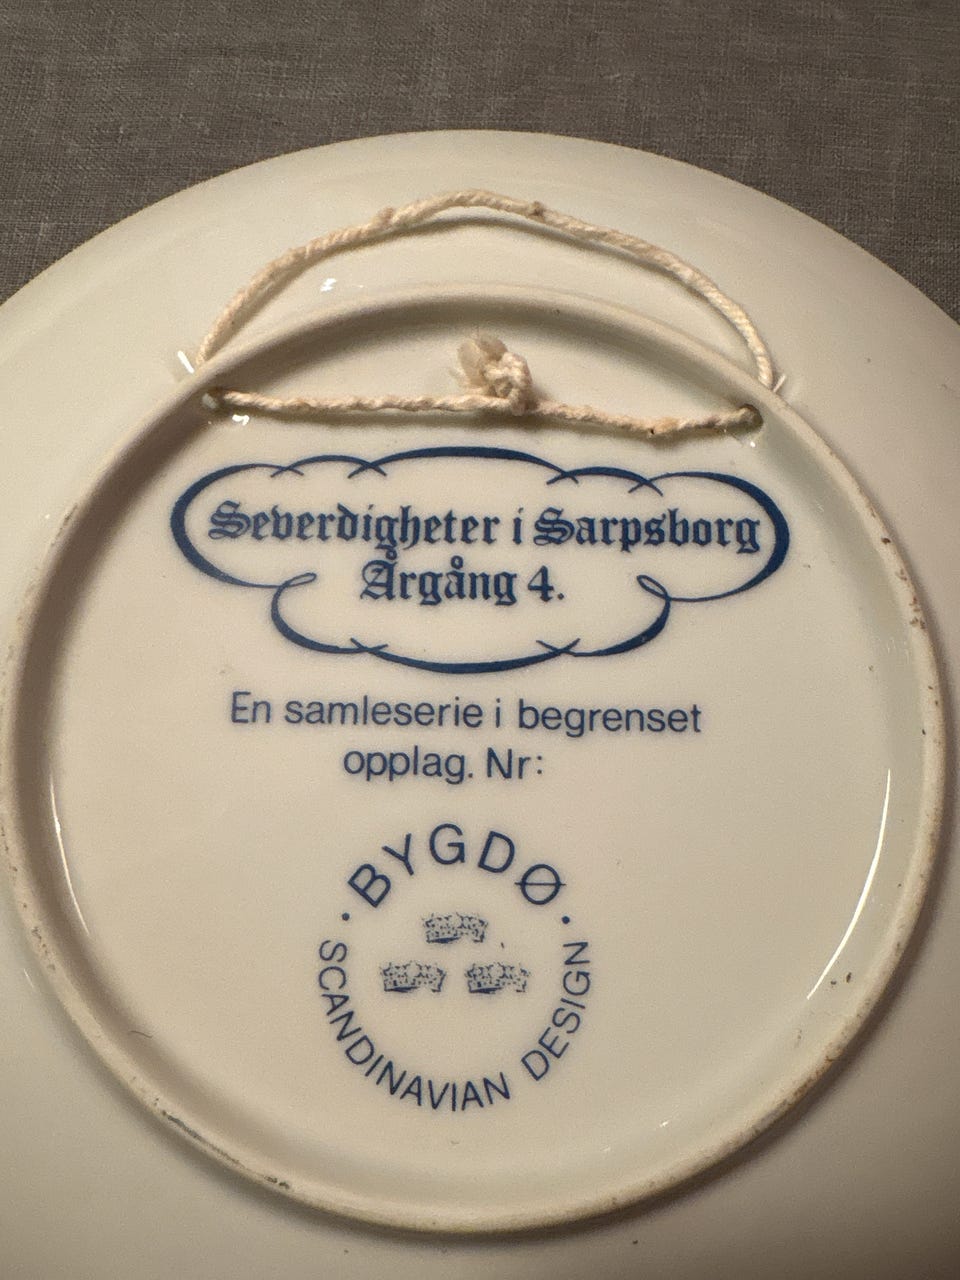 Severdigheter i Sarpsborg
Årgång 4.
En samleserie i begrenset
opplag. Nr:
· BYGDØ ·
SCANDINAVIAN DESIGN